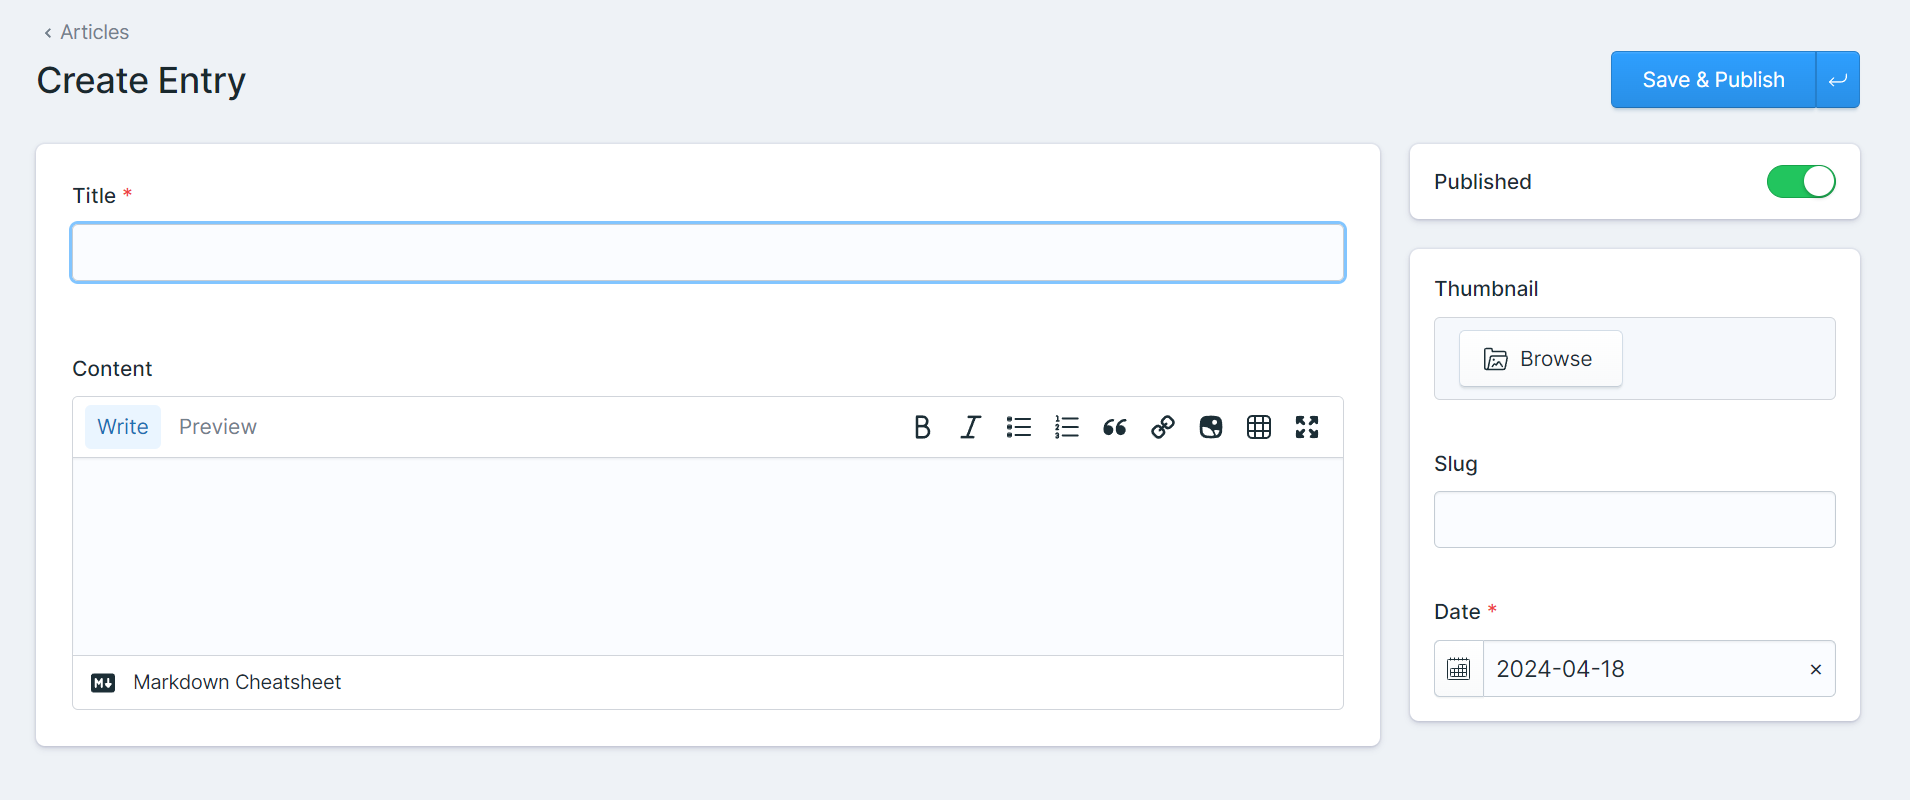 Articles
Create Entry
Save & Publish
Title *
Content
Write Preview
Markdown Cheatsheet
Published
Thumbnail
Browse
Slug
Date *
2024-04-18